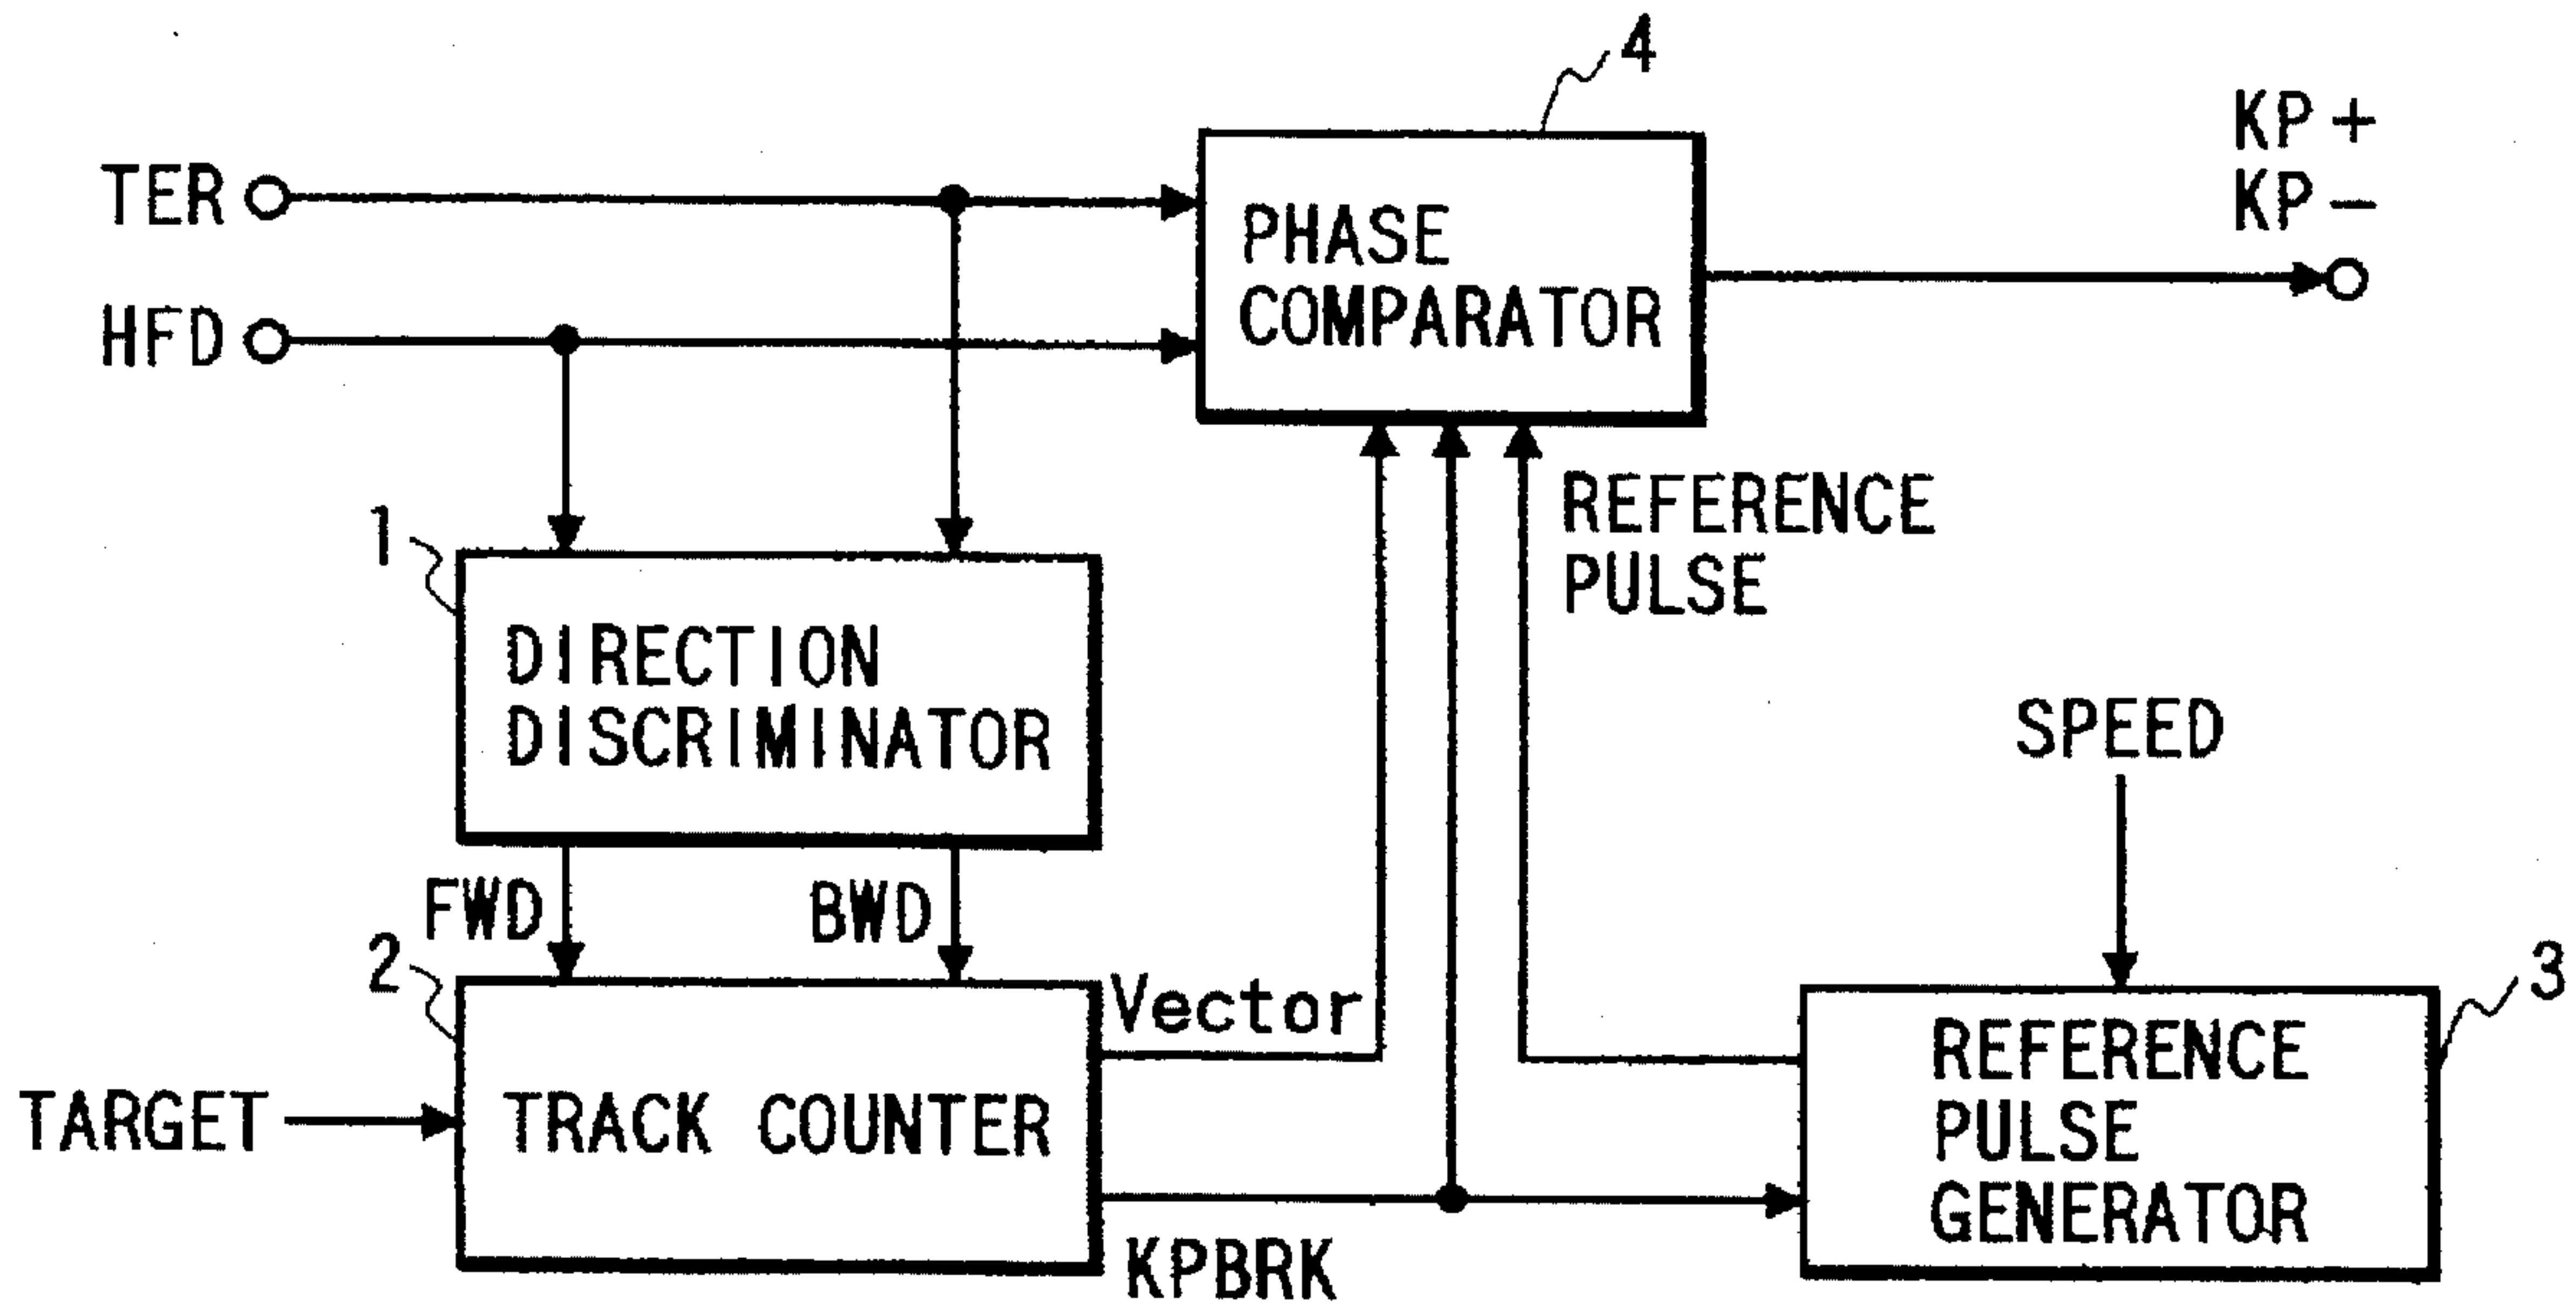 4
KP+
KP-
TER
HFD
PHASE
COMPARATOR
REFERENCE
PULSE
1
DIRECTION
DISCRIMINATOR
SPEED
FWD
BWD
2
Vector
3
TARGET
TRACK COUNTER
REFERENCE
PULSE
GENERATOR
KPBRK